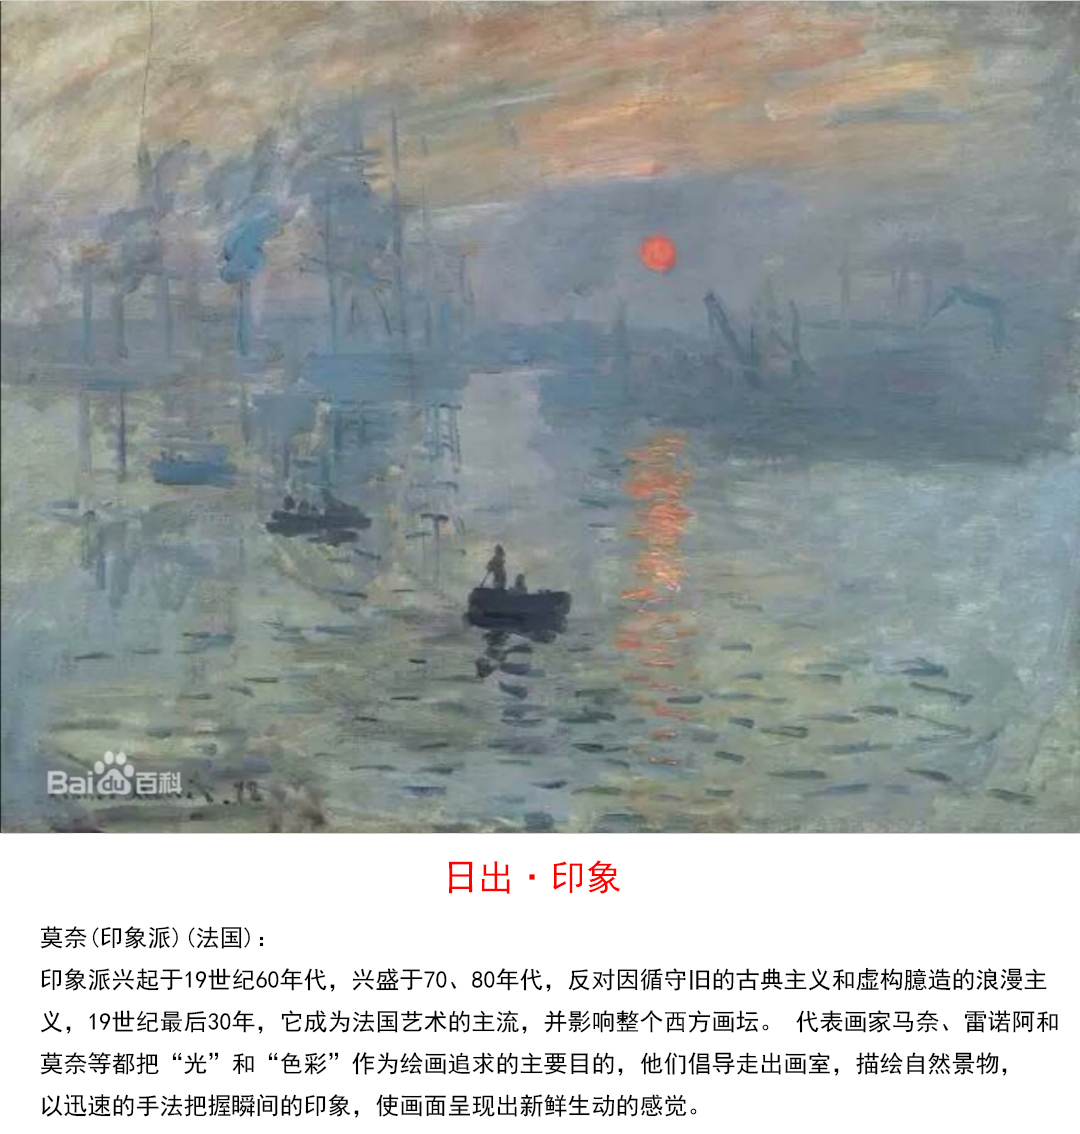 Bai du 百科
72
日出·印象
莫奈(印象派)(法国):
印象派兴起于19世纪60年代，兴盛于70、80年代，反对因循守旧的古典主义和虚构臆造的浪漫主
义，19世纪最后30年，它成为法国艺术的主流，并影响整个西方画坛。 代表画家马奈、雷诺阿和
莫奈等都把“光”和“色彩”作为绘画追求的主要目的，他们倡导走出画室，描绘自然景物，
以迅速的手法把握瞬间的印象，使画面呈现出新鲜生动的感觉。